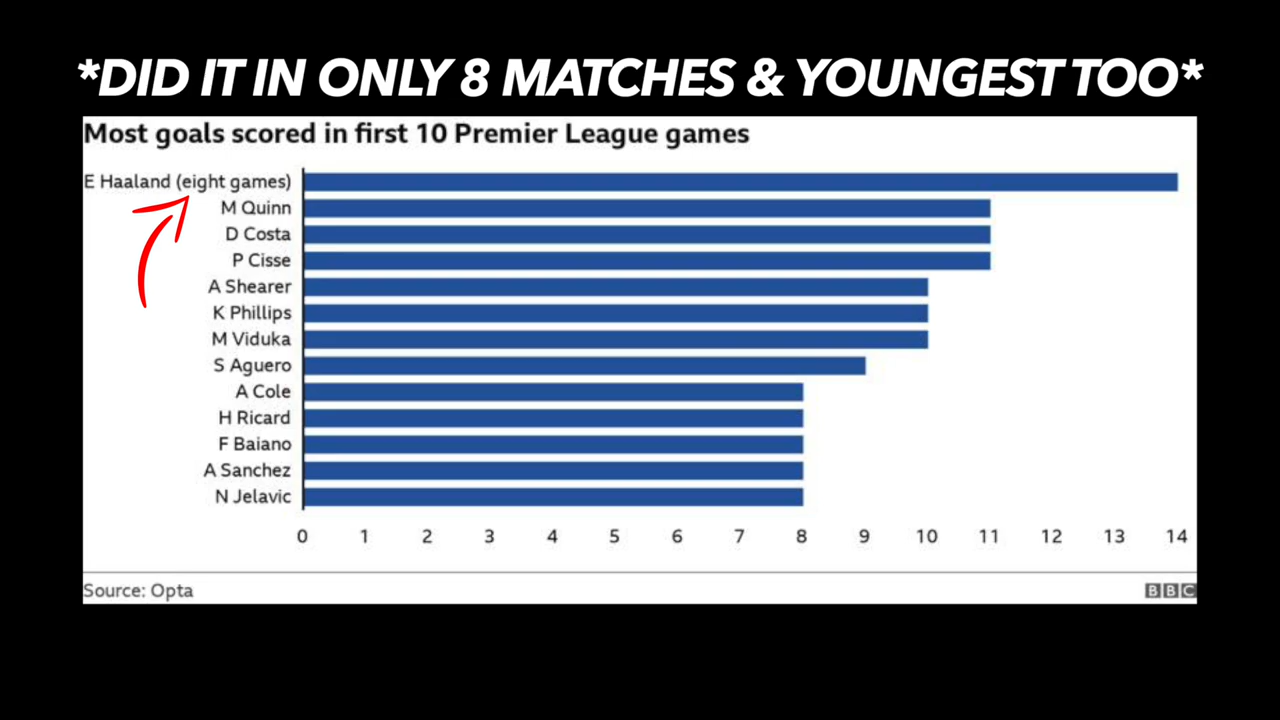 *DID IT IN ONLY 8 MATCHES & YOUNGEST TOO*
Most goals scored in first 10 Premier League games
E Haaland (eight games)
M Quinn
D Costa
P Cisse
A Shearer
K Phillips
M Viduka
S Aguero
A Cole
H Ricard
F Baiano
A Sanchez
N Jelavic
0 1 2 3 4 5 6 7 8 9 10 11 12 13 14
Source: Opta
BBC